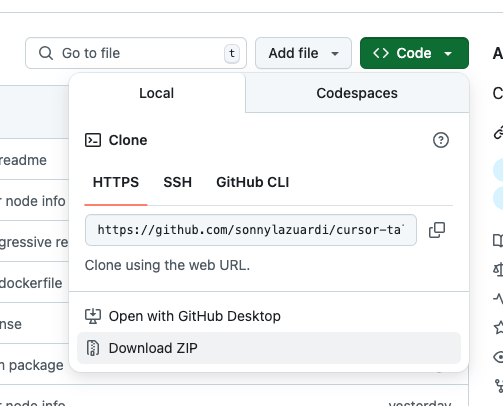 Go to file
t
Add file
Code
A
Local
Codespaces
C
Clone
readme
HTTPS
SSH
GitHub CLI
r node info
https://github.com/sonnylazuardi/cursor-ta
gressive re
Clone using the web URL.
dockerfile
Open with GitHub Desktop
nse
Download ZIP
n package
r node info
yesterday